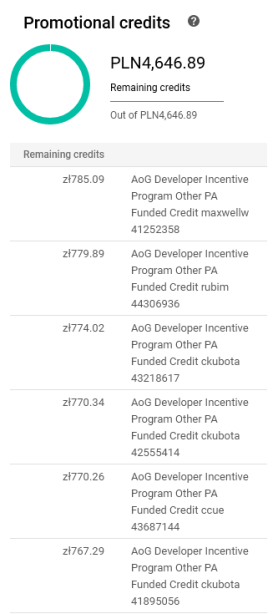 Promotional credits ?
PLN4,646.89
Remaining credits
Out of PLN4,646.89
Remaining credits
zł785.09 AoG Developer Incentive
Program Other PA
Funded Credit maxwellw
41252358
zł779.89 AoG Developer Incentive
Program Other PA
Funded Credit rubim
44306936
zł774.02 AoG Developer Incentive
Program Other PA
Funded Credit ckubota
43218617
zł770.34 AoG Developer Incentive
Program Other PA
Funded Credit ckubota
42555414
zł770.26 AoG Developer Incentive
Program Other PA
Funded Credit ccue
43687144
zł767.29 AoG Developer Incentive
Program Other PA
Funded Credit ckubota
41895056